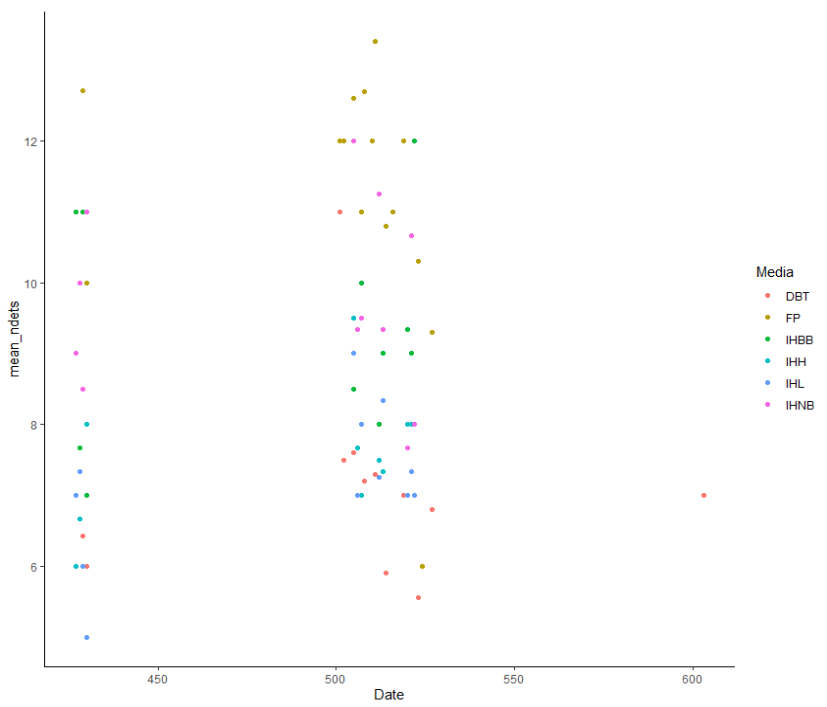 12
10
8
6
mean_ndets
450
500
550
600
Date
Media
DBT
FP
IHBB
IHH
IHL
IHNB